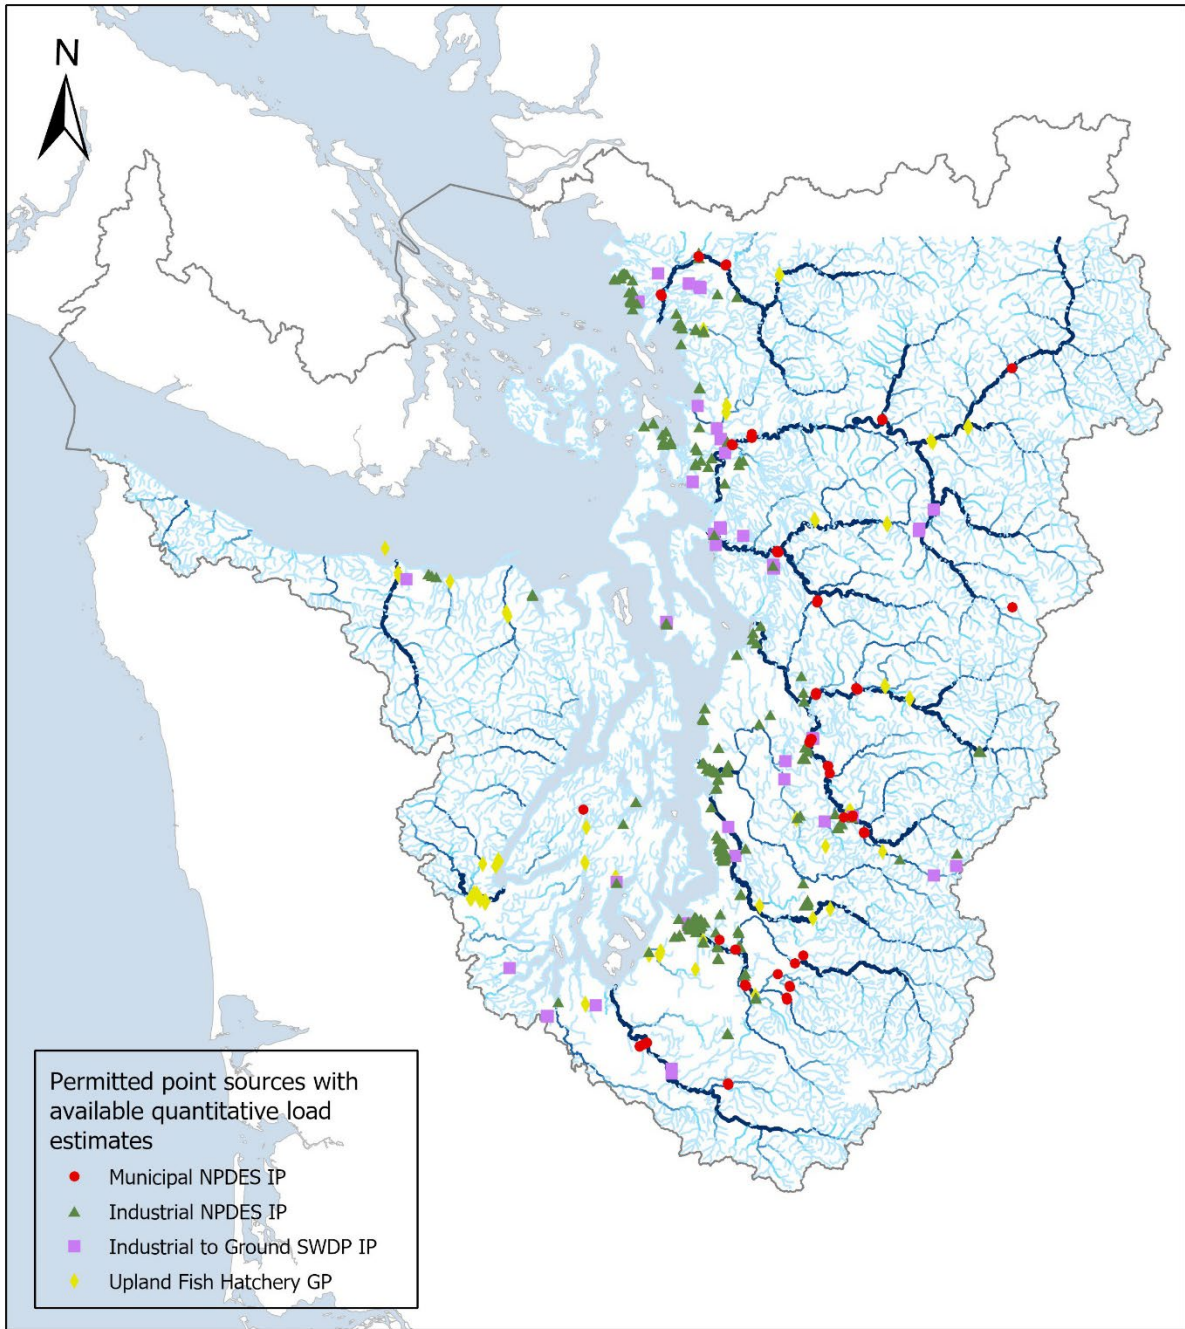 N
Permitted point sources with
available quantitative load
estimates
Municipal NPDES IP
Industrial NPDES IP
Industrial to Ground SWDP IP
Upland Fish Hatchery GP